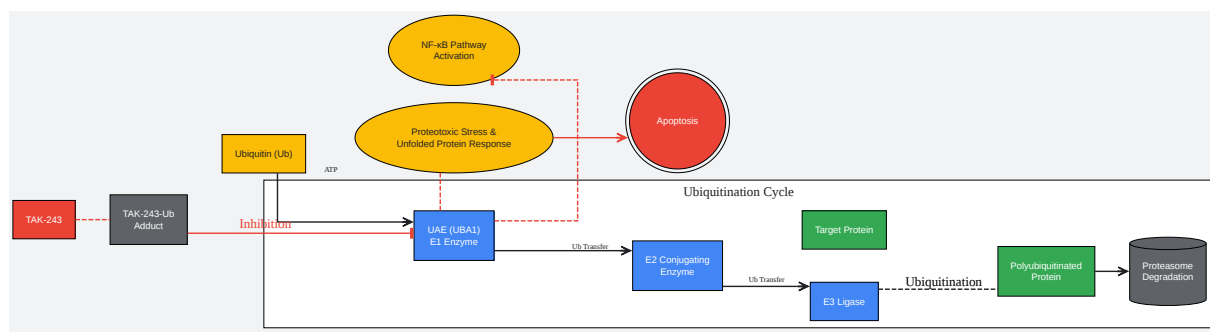 NF-κB Pathway
Activation
Proteotoxic Stress &
Unfolded Protein Response
Apoptosis
Ubiquitin (Ub)
ATP
Ubiquitination Cycle
TAK-243
TAK-243-Ub
Adduct
Inhibition
UAE (UBA1)
E1 Enzyme
Ub Transfer
E2 Conjugating
Enzyme
Ub Transfer
E3 Ligase
Target Protein
Ubiquitination
Polyubiquitinated
Protein
Proteasome
Degradation